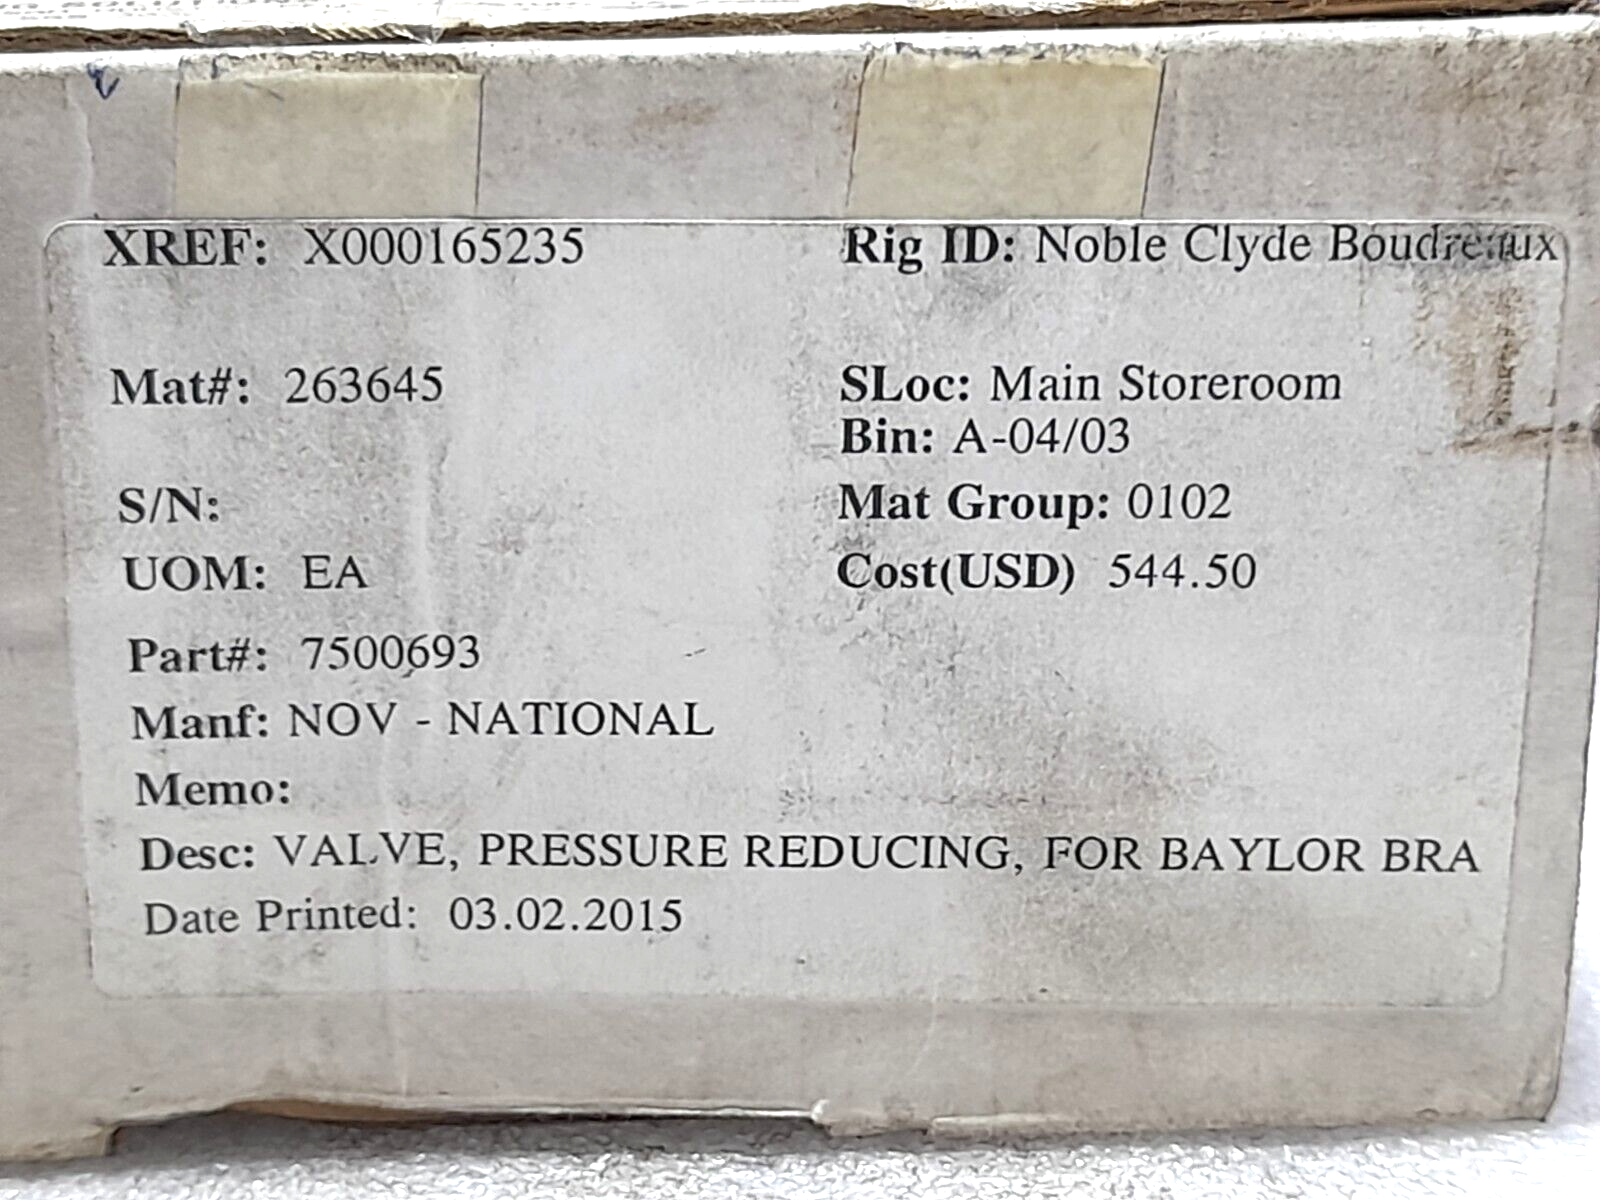 XREF: X000165235 Rig ID: Noble Clyde Boudreaux
Mat#: 263645 SLoc: Main Storeroom
Bin: A-04/03
S/N: Mat Group: 0102
UOM: EA Cost(USD) 544.50
Part#: 7500693
Manf: NOV - NATIONAL
Memo:
Desc: VALVE, PRESSURE REDUCING, FOR BAYLOR BRA
Date Printed: 03.02.2015